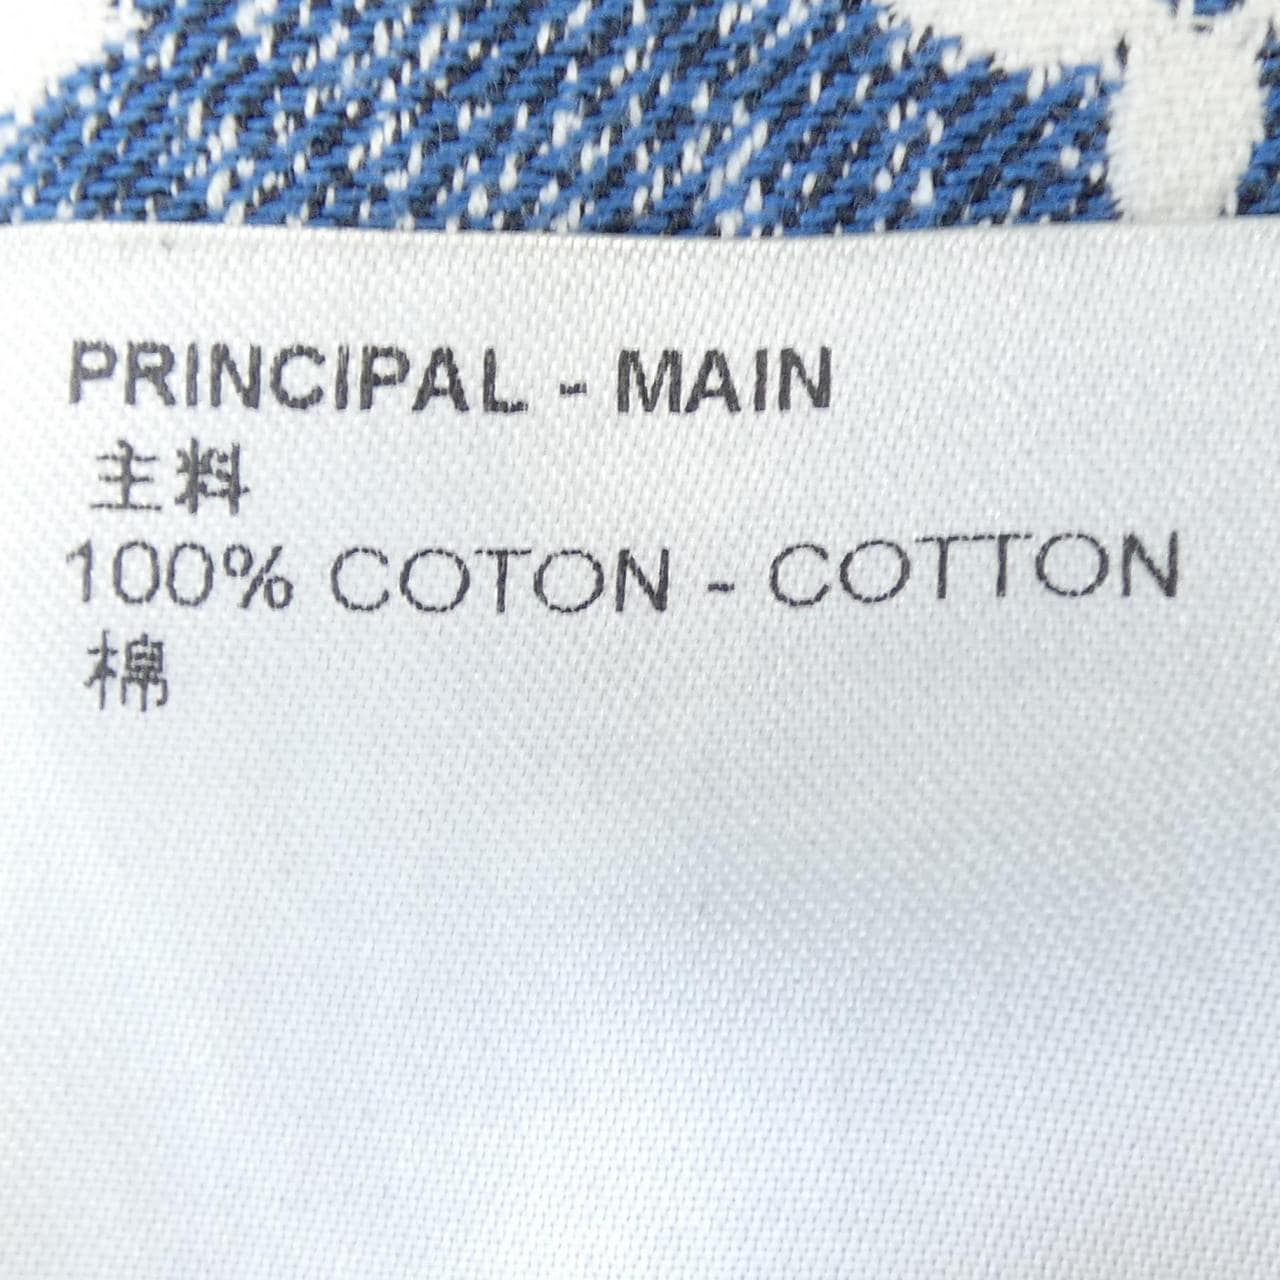 PRINCIPAL - MAIN
主料
100% COTON - COTTON
棉